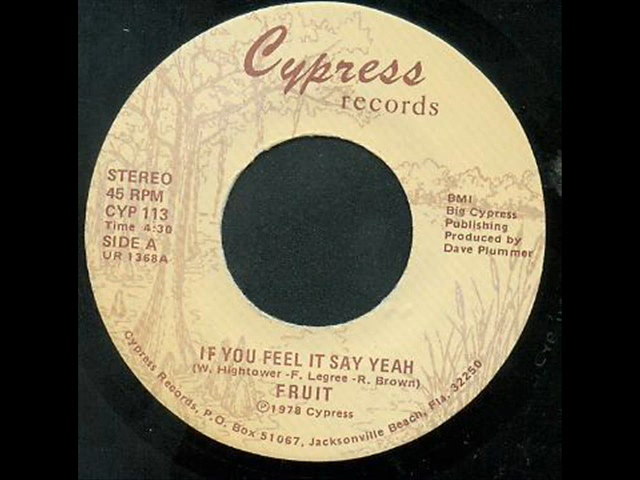 Cypress
records
STEREO
45 RPM
CYP 113
Time 4:30
SIDE A
UR 1368A
BMI
Big Cypress
Publishing
Produced by
Dave Plummer
IF YOU FEEL IT SAY YEAH
(W. Hightower -F. Legree -R. Brown)
FRUIT
℗1978 Cypress
Cypress Records, P.O. Box 51067, Jacksonville Beach, Fla. 32250